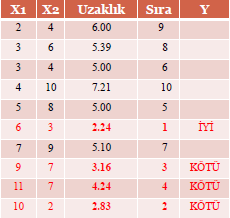 X1 X2 Uzaklık Sıra Y
2 4 6.00 9
3 6 5.39 8
3 4 5.00 6
4 10 7.21 10
5 8 5.00 5
6 3 2.24 1 İYİ
7 9 5.10 7
9 7 3.16 3 KÖTÜ
11 7 4.24 4 KÖTÜ
10 2 2.83 2 KÖTÜ